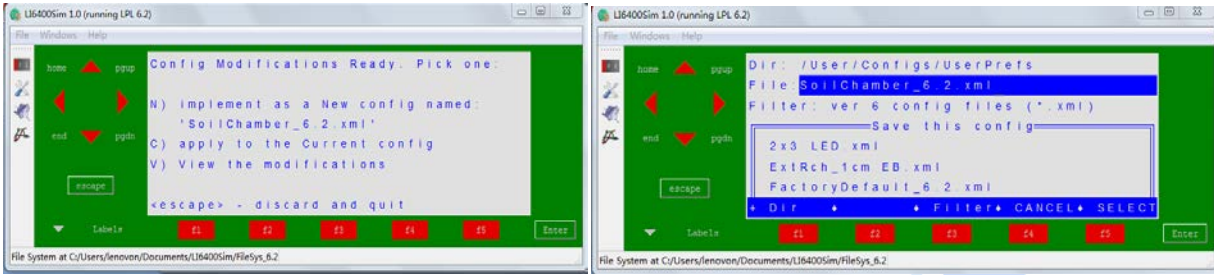 LI6400Sim 1.0 (running LPL 6.2)
File Windows Help
home pgup
end pgdn
escape
Config Modifications Ready. Pick one:
N) implement as a New config named:
'SoilChamber_6.2.xml'
C) apply to the Current config
V) View the modifications
<escape> - discard and quit
Labels f1 f2 f3 f4 f5 Enter
File System at C:/Users/lenovon/Documents/LI6400Sim/FileSys_6.2
LI6400Sim 1.0 (running LPL 6.2)
File Windows Help
home pgup
end pgdn
escape
Dir: /User/Configs/UserPrefs
File: SoilChamber_6.2.xml
Filter: ver 6 config files (*.xml)
Save this config
2x3 LED.xml
ExtRch_1cm EB.xml
FactoryDefault_6.2.xml
Dir Filter CANCEL SELECT
Labels f1 f2 f3 f4 f5 Enter
File System at C:/Users/lenovon/Documents/LI6400Sim/FileSys_6.2